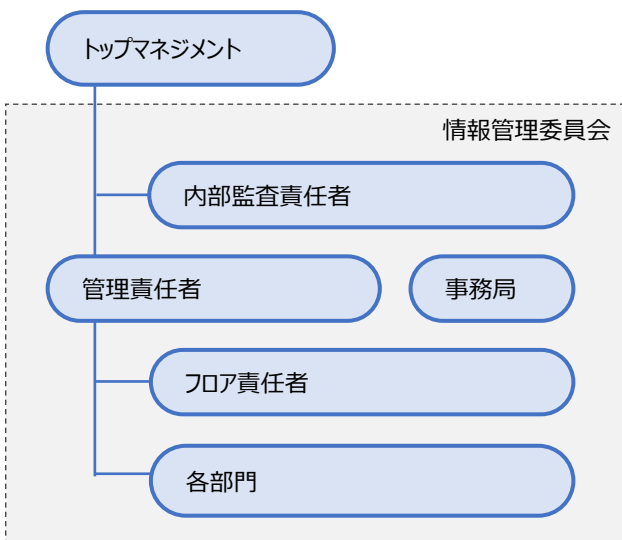 トップマネジメント
情報管理委員会
内部監査責任者
管理責任者
事務局
フロア責任者
各部門